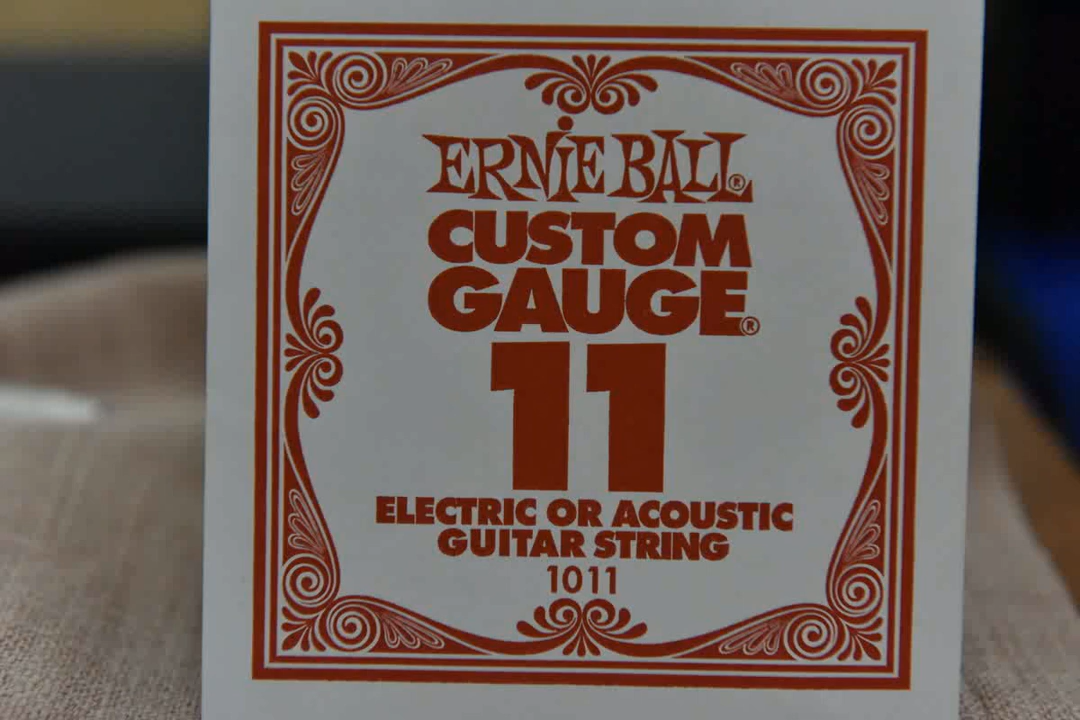 ERNiE BALL®
CUSTOM
GAUGE®
11
ELECTRIC OR ACOUSTIC
GUITAR STRING
1011